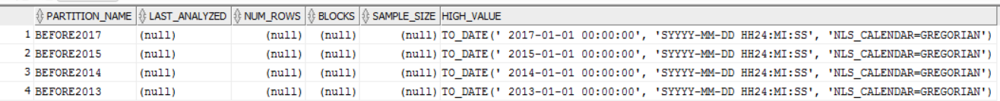 PARTITION_NAME LAST_ANALYZED NUM_ROWS BLOCKS SAMPLE_SIZE HIGH_VALUE
1 BEFORE2017 (null) (null) (null) (null) TO_DATE(' 2017-01-01 00:00:00', 'SYYYY-MM-DD HH24:MI:SS', 'NLS_CALENDAR=GREGORIAN')
2 BEFORE2015 (null) (null) (null) (null) TO_DATE(' 2015-01-01 00:00:00', 'SYYYY-MM-DD HH24:MI:SS', 'NLS_CALENDAR=GREGORIAN')
3 BEFORE2014 (null) (null) (null) (null) TO_DATE(' 2014-01-01 00:00:00', 'SYYYY-MM-DD HH24:MI:SS', 'NLS_CALENDAR=GREGORIAN')
4 BEFORE2013 (null) (null) (null) (null) TO_DATE(' 2013-01-01 00:00:00', 'SYYYY-MM-DD HH24:MI:SS', 'NLS_CALENDAR=GREGORIAN')